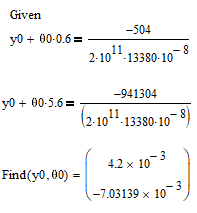 Given
y0 + θ0·0.6 = −504 / 2·10^11·13380·10^−8
y0 + θ0·5.6 = −941304 / (2·10^11·13380·10^−8)
Find(y0,θ0) = (4.2 × 10^−3
−7.03139 × 10^−3)